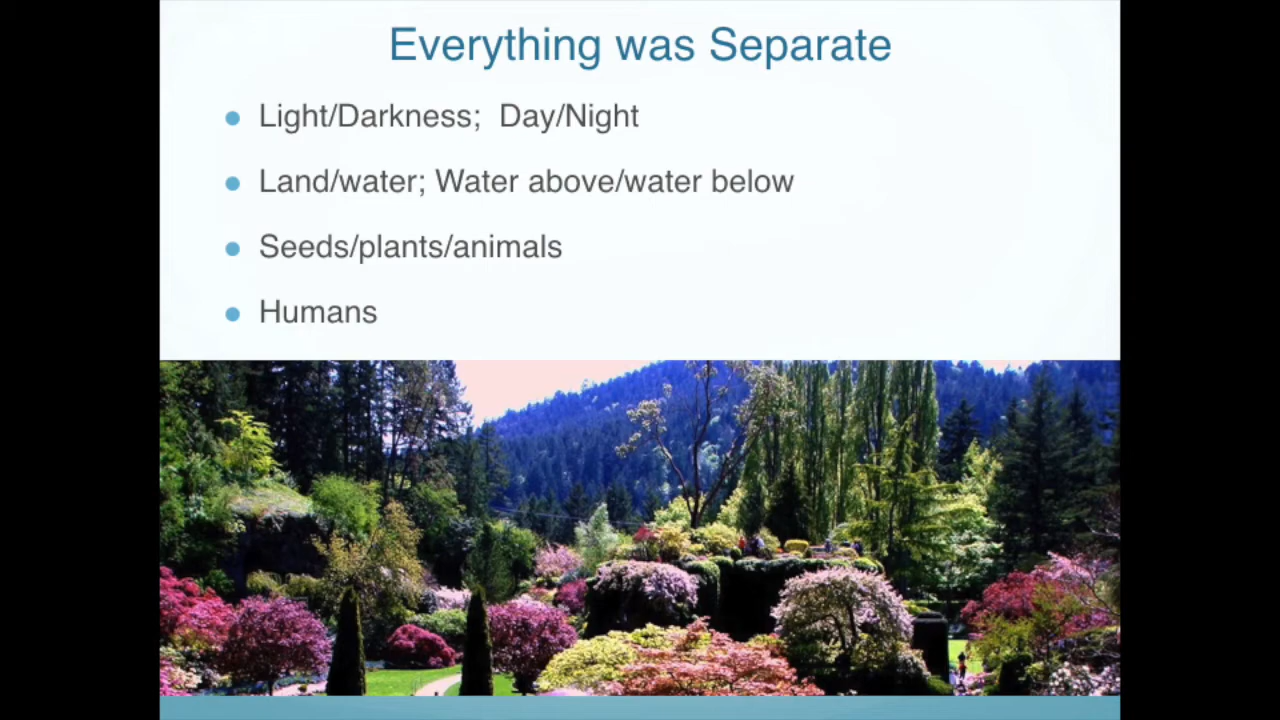 Everything was Separate
Light/Darkness;  Day/Night
Land/water; Water above/water below
Seeds/plants/animals
Humans